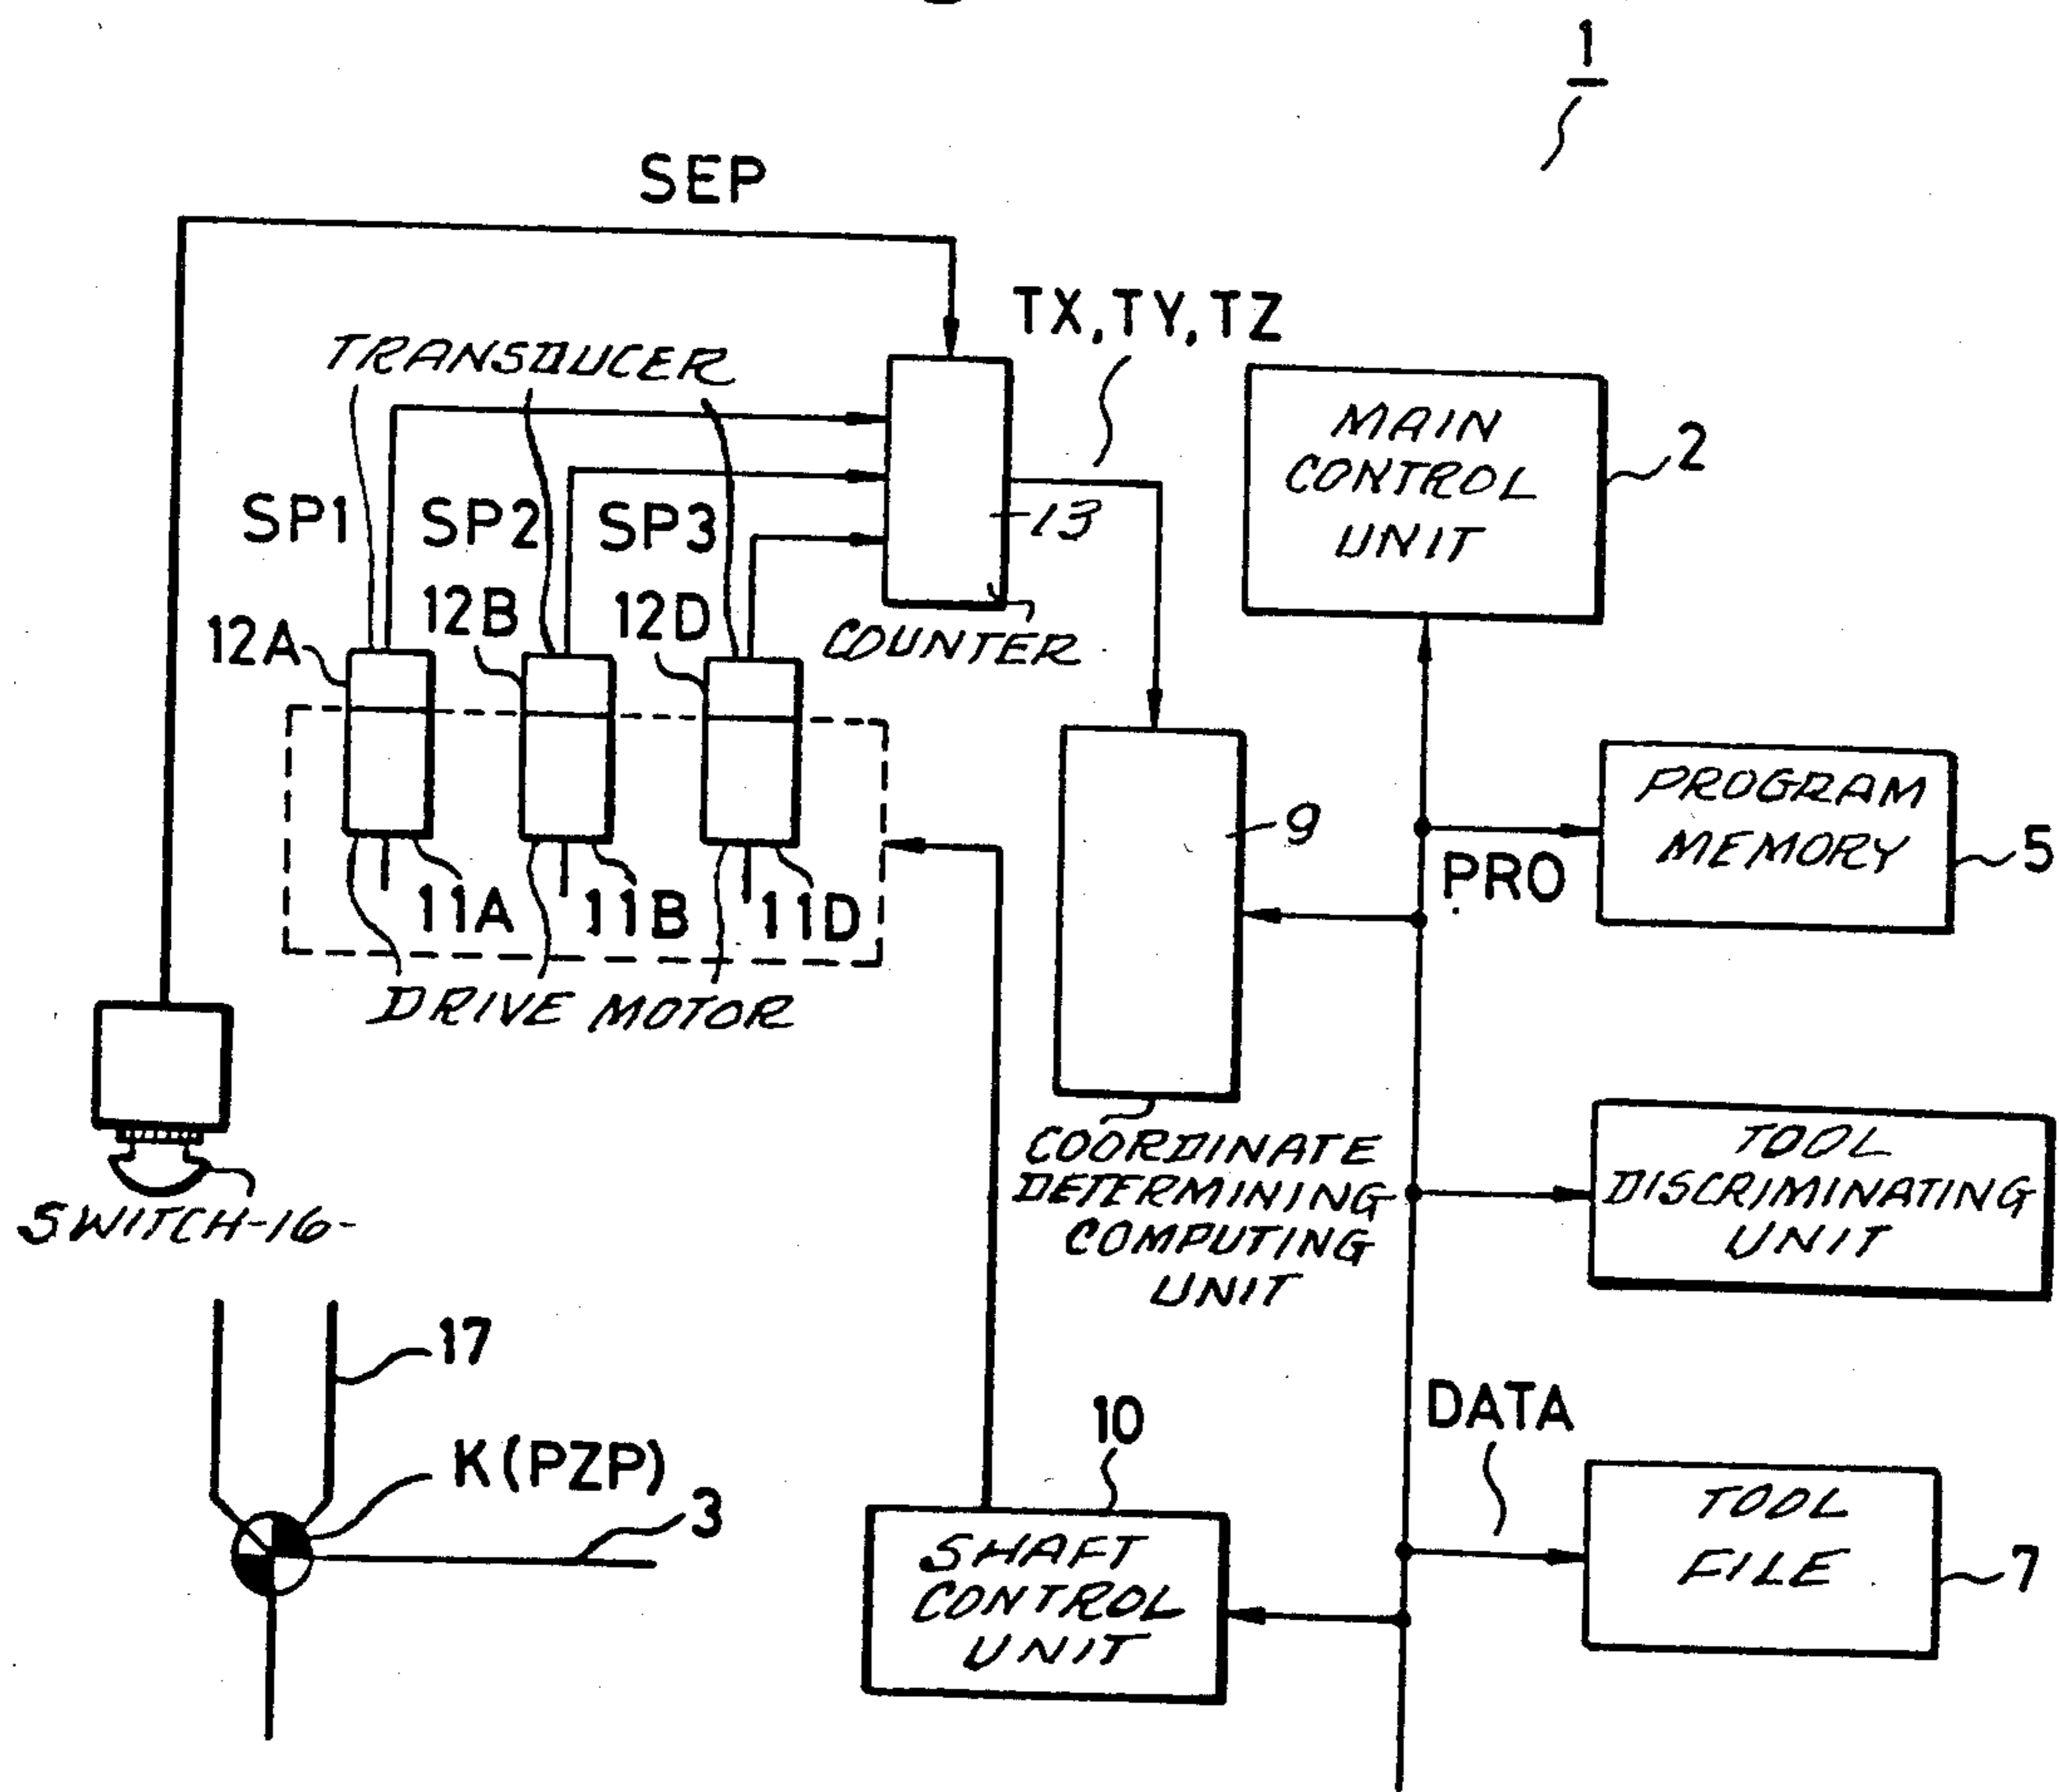 1
SEP
TX, TY, TZ
TRANSDUCER
MAIN
CONTROL
UNIT
2
SP1
SP2
SP3
13
12A
12B
12D
COUNTER
PROGRAM
MEMORY
5
9
PRO
11A
11B
11D
DRIVE MOTOR
SWITCH-16-
COORDINATE
DETERMINING
COMPUTING
UNIT
TOOL
DISCRIMINATING
UNIT
17
K(PZP)
3
10
DATA
SHAFT
CONTROL
UNIT
TOOL
FILE
7